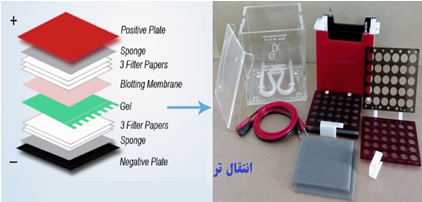 +
Positive Plate
Sponge
3 Filter Papers
Blotting Membrane
Gel
3 Filter Papers
Sponge
Negative Plate
−
انتقال تر